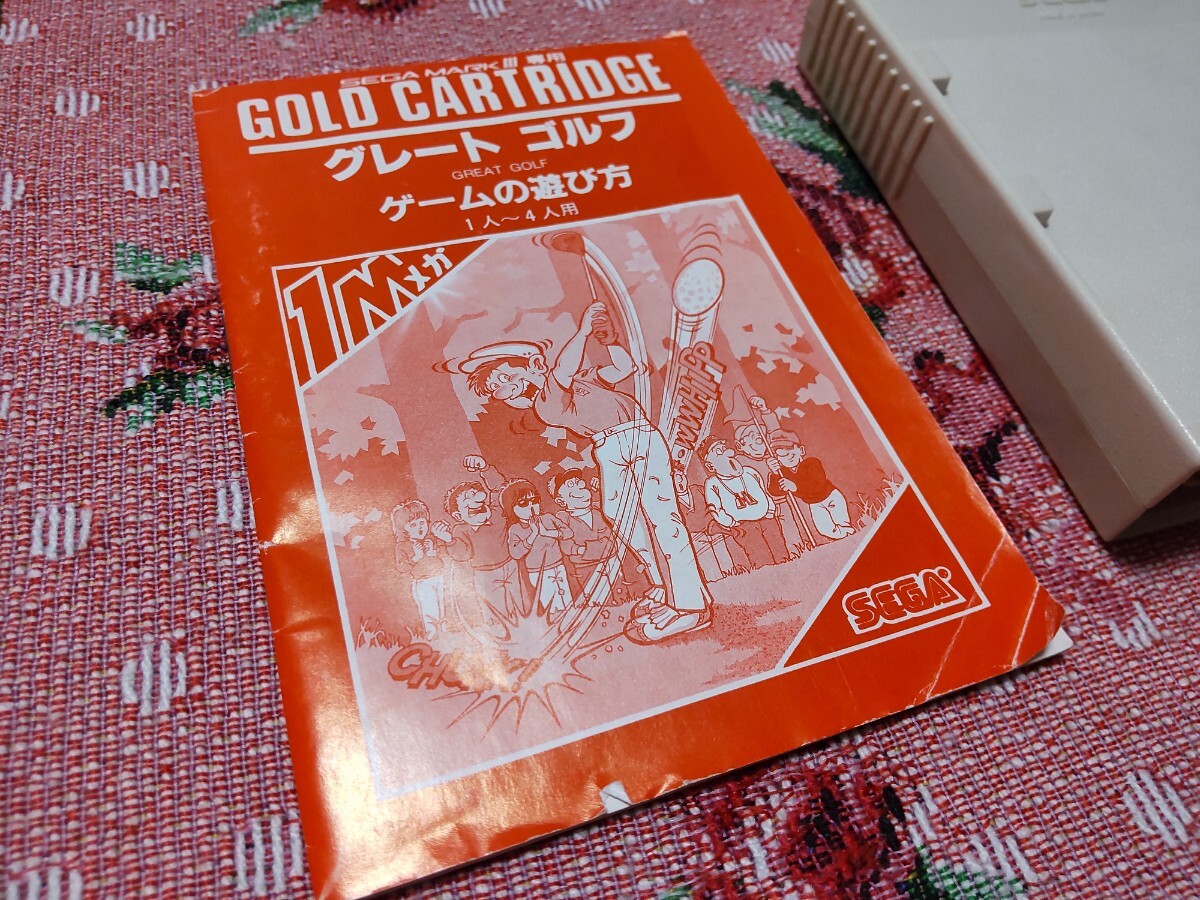 SEGA MARK III 専用
GOLD CARTRIDGE
グレート ゴルフ
GREAT GOLF
ゲームの遊び方
1人〜4人用
1Mメガ
WWHIPP
SEGA